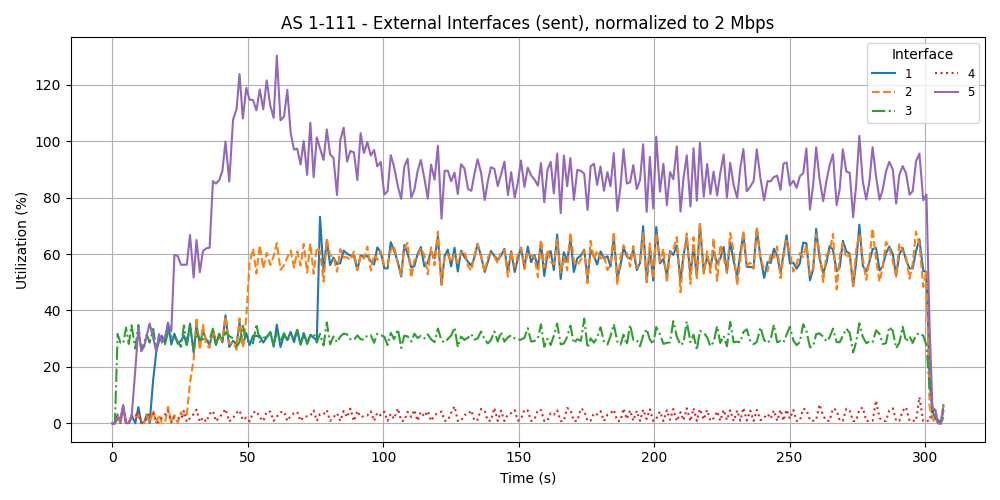 AS 1-111 - External Interfaces (sent), normalized to 2 Mbps
Utilization (%)
120
100
80
60
40
20
0
0 50 100 150 200 250 300
Time (s)
Interface
1 4
2 5
3